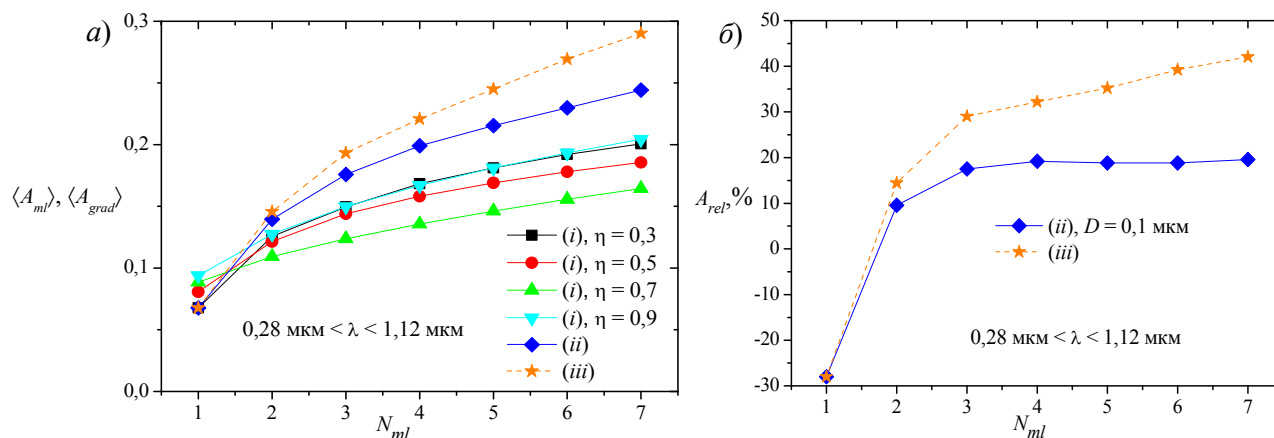 а)
0,3
0,2
0,1
0,0
⟨A_ml⟩, ⟨A_grad⟩
(i), η = 0,3
(i), η = 0,5
(i), η = 0,7
(i), η = 0,9
(ii)
(iii)
0,28 мкм < λ < 1,12 мкм
1 2 3 4 5 6 7
N_ml
б)
50
40
30
20
10
0
-10
-20
-30
A_rel,%
(ii), D = 0,1 мкм
(iii)
0,28 мкм < λ < 1,12 мкм
1 2 3 4 5 6 7
N_ml